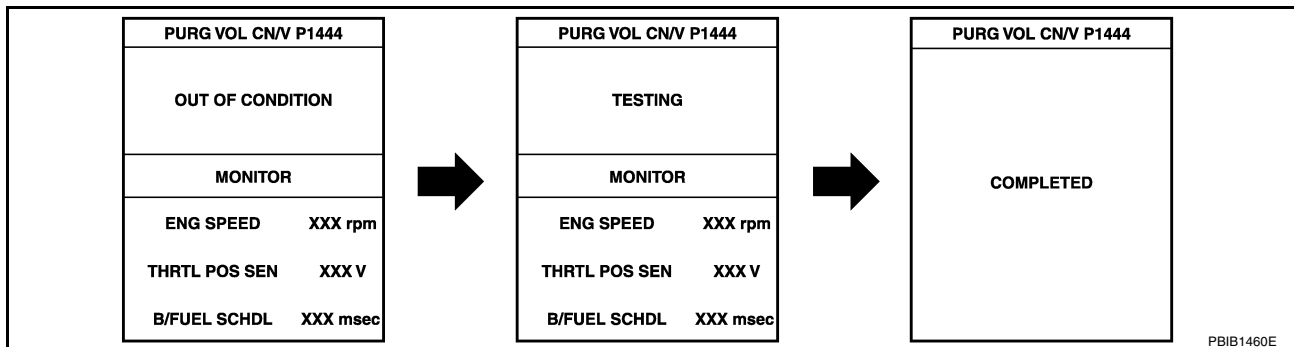 PURG VOL CN/V P1444
OUT OF CONDITION
MONITOR
ENG SPEED XXX rpm
THRTL POS SEN XXX V
B/FUEL SCHDL XXX msec
PURG VOL CN/V P1444
TESTING
MONITOR
ENG SPEED XXX rpm
THRTL POS SEN XXX V
B/FUEL SCHDL XXX msec
PURG VOL CN/V P1444
COMPLETED
PBIB1460E